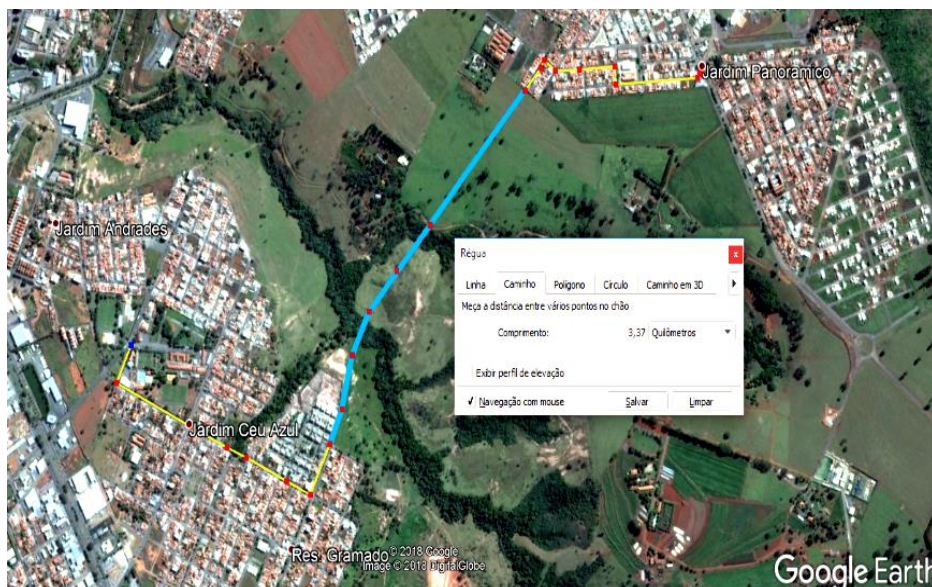 Jardim Panoramico
Jardim Andrades
Régua
x
Linha Caminho Polígono Círculo Caminho em 3D
Meça a distância entre vários pontos no chão
Comprimento: 3,37 Quilômetros
Exibir perfil de elevação
Navegação com mouse Salvar Limpar
Jardim Ceu Azul
Res. Gramado
© 2018 Google
Image © 2018 DigitalGlobe
Google Earth